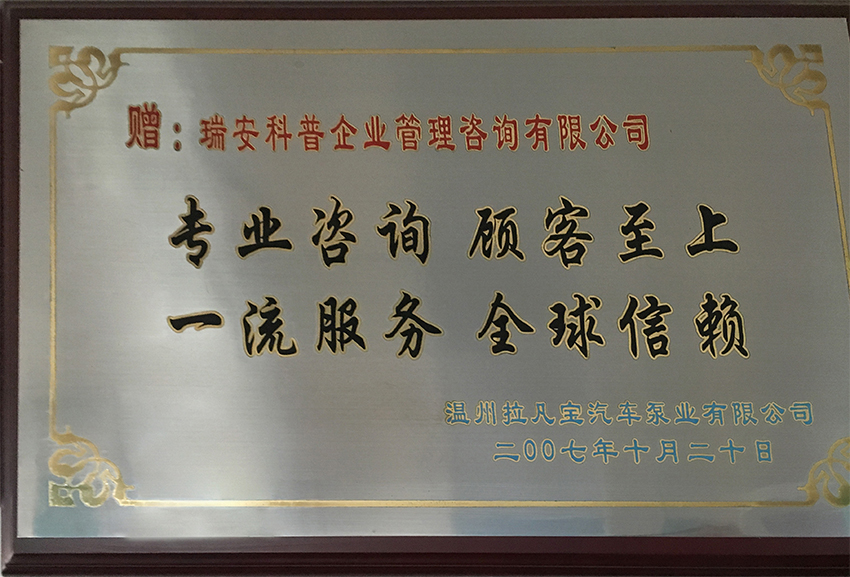 赠：瑞安科普企业管理咨询有限公司
专业咨询 顾客至上
一流服务 全球信赖
温州拉凡宝汽车泵业有限公司
二00七年十月二十日